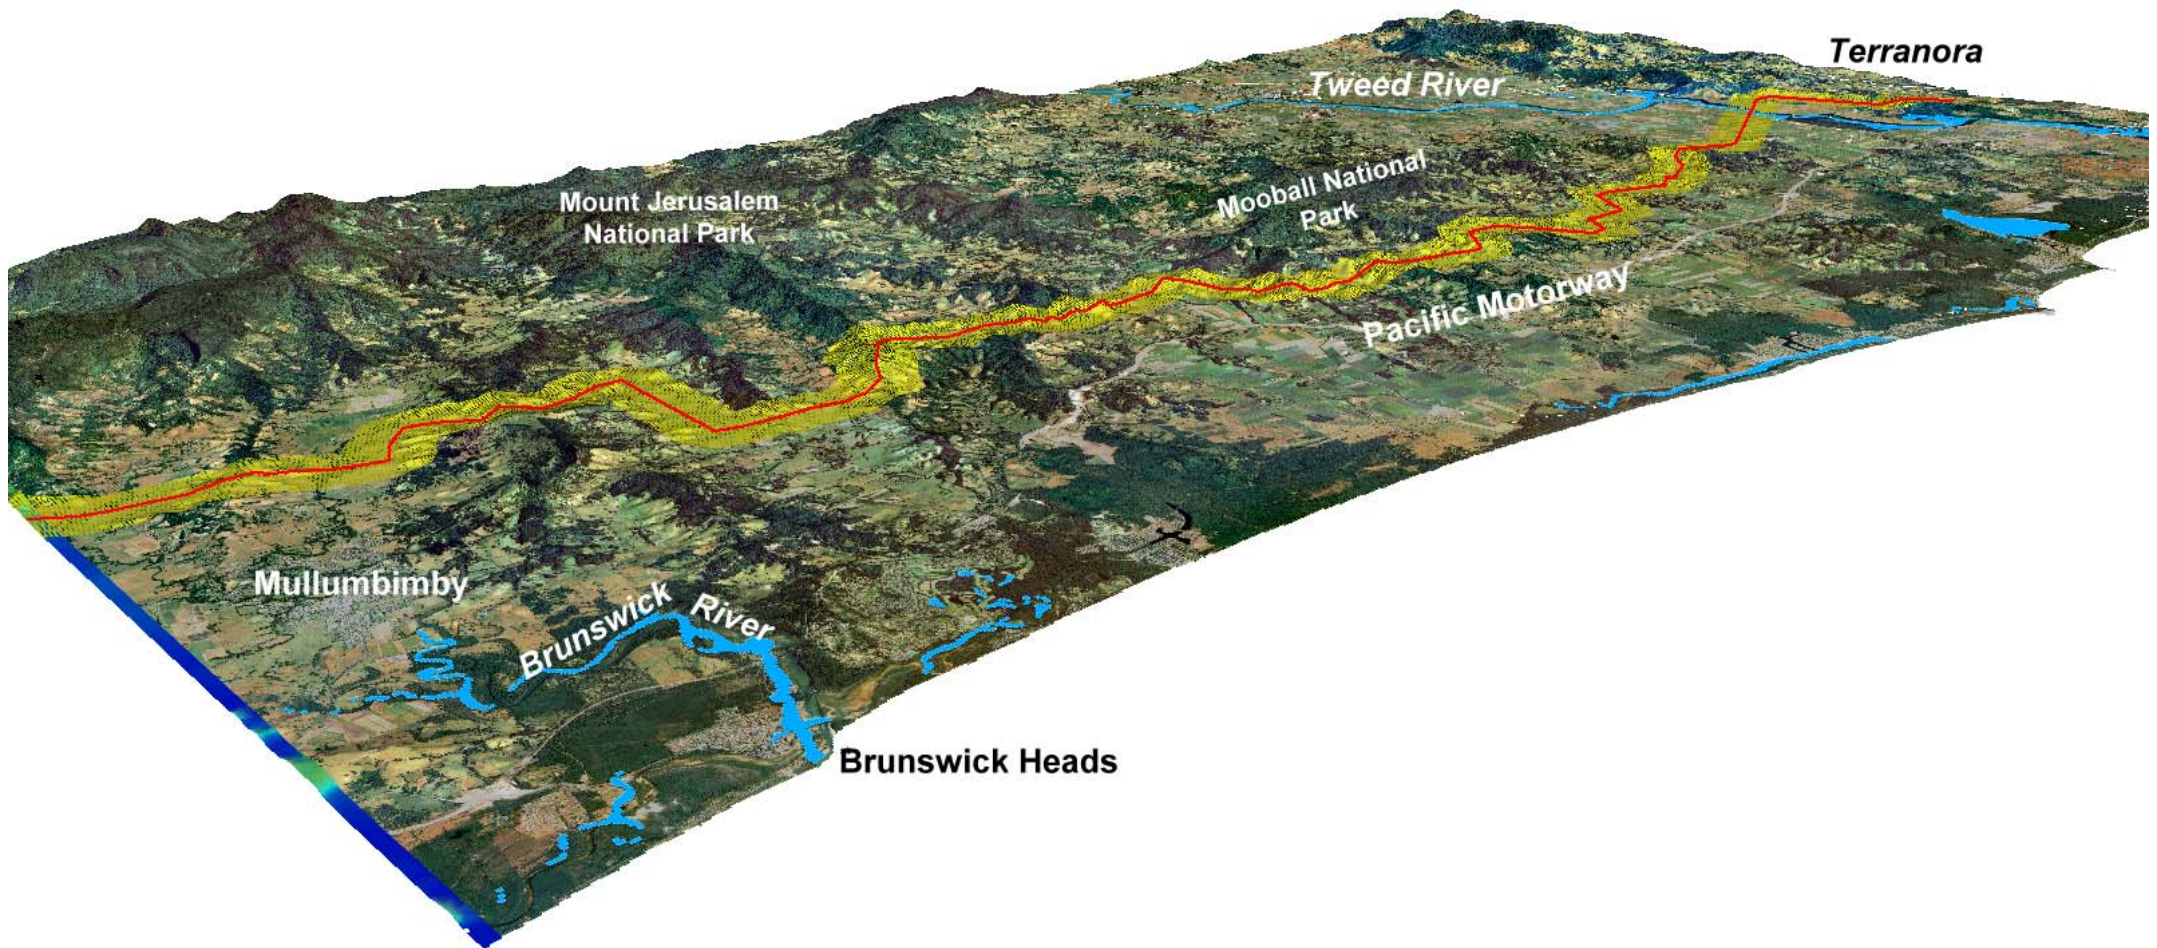 Terranora
Tweed River
Mooball National
Park
Mount Jerusalem
National Park
Pacific Motorway
Mullumbimby
Brunswick River
Brunswick Heads